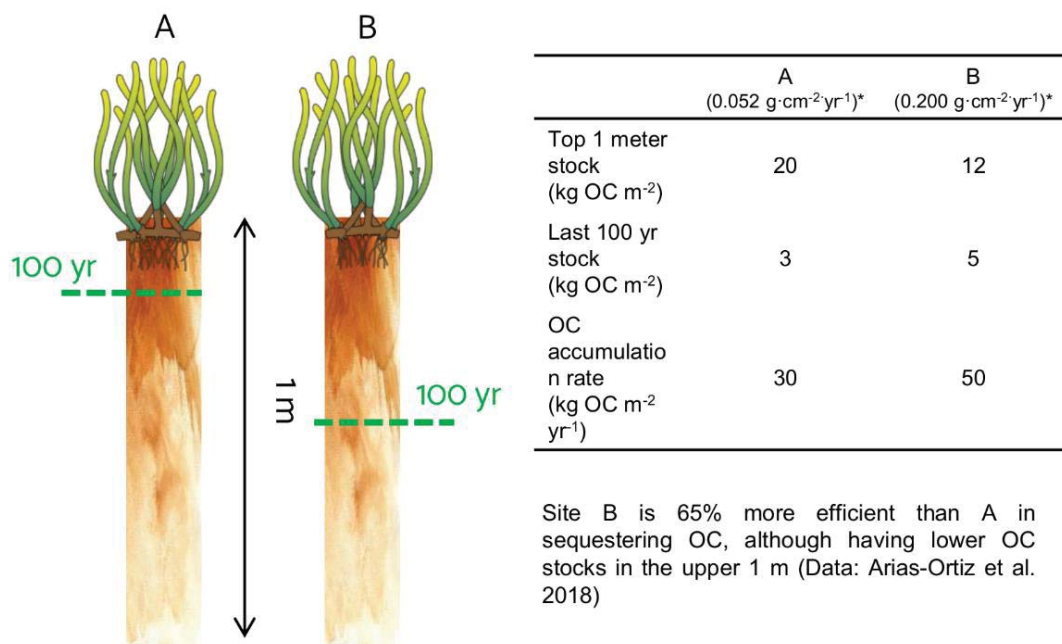 A
B
100 yr
1 m
100 yr
A
(0.052 g·cm-2·yr-1)*
B
(0.200 g·cm-2·yr-1)*
Top 1 meter
stock
(kg OC m-2)
20
12
Last 100 yr
stock
(kg OC m-2)
3
5
OC
accumulatio
n rate
(kg OC m-2
yr-1)
30
50
Site B is 65% more efficient than A in
sequestering OC, although having lower OC
stocks in the upper 1 m (Data: Arias-Ortiz et al.
2018)